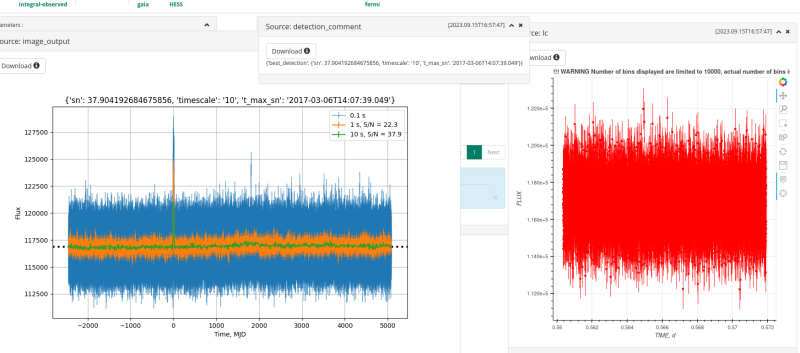 integral-observed gaia HESS fermi
ameters :
Source: detection_comment [2023.09.15T16:57:47]
ource: image_output
ce: lc [2023.09.15T16:57:47]
Download
{'best_detection': {'sn': 37.904192684675856, 'timescale': '10', 't_max_sn': '2017-03-06T14:07:39.049'}}
Download
wnload
!!! WARNING Number of bins displayed are limited to 10000, actual number of bins i
{'sn': 37.904192684675856, 'timescale': '10', 't_max_sn': '2017-03-06T14:07:39.049'}
0.1 s
1 s, S/N = 22.3
10 s, S/N = 37.9
127500
125000
122500
120000
117500
115000
112500
Flux
−2000 −1000 0 1000 2000 3000 4000 5000
Time, MJD
1 Next
1.220e+5
1.200e+5
1.180e+5
1.160e+5
1.140e+5
1.120e+5
FLUX
0.56 0.562 0.564 0.566 0.568 0.57 0.572
TIME, d